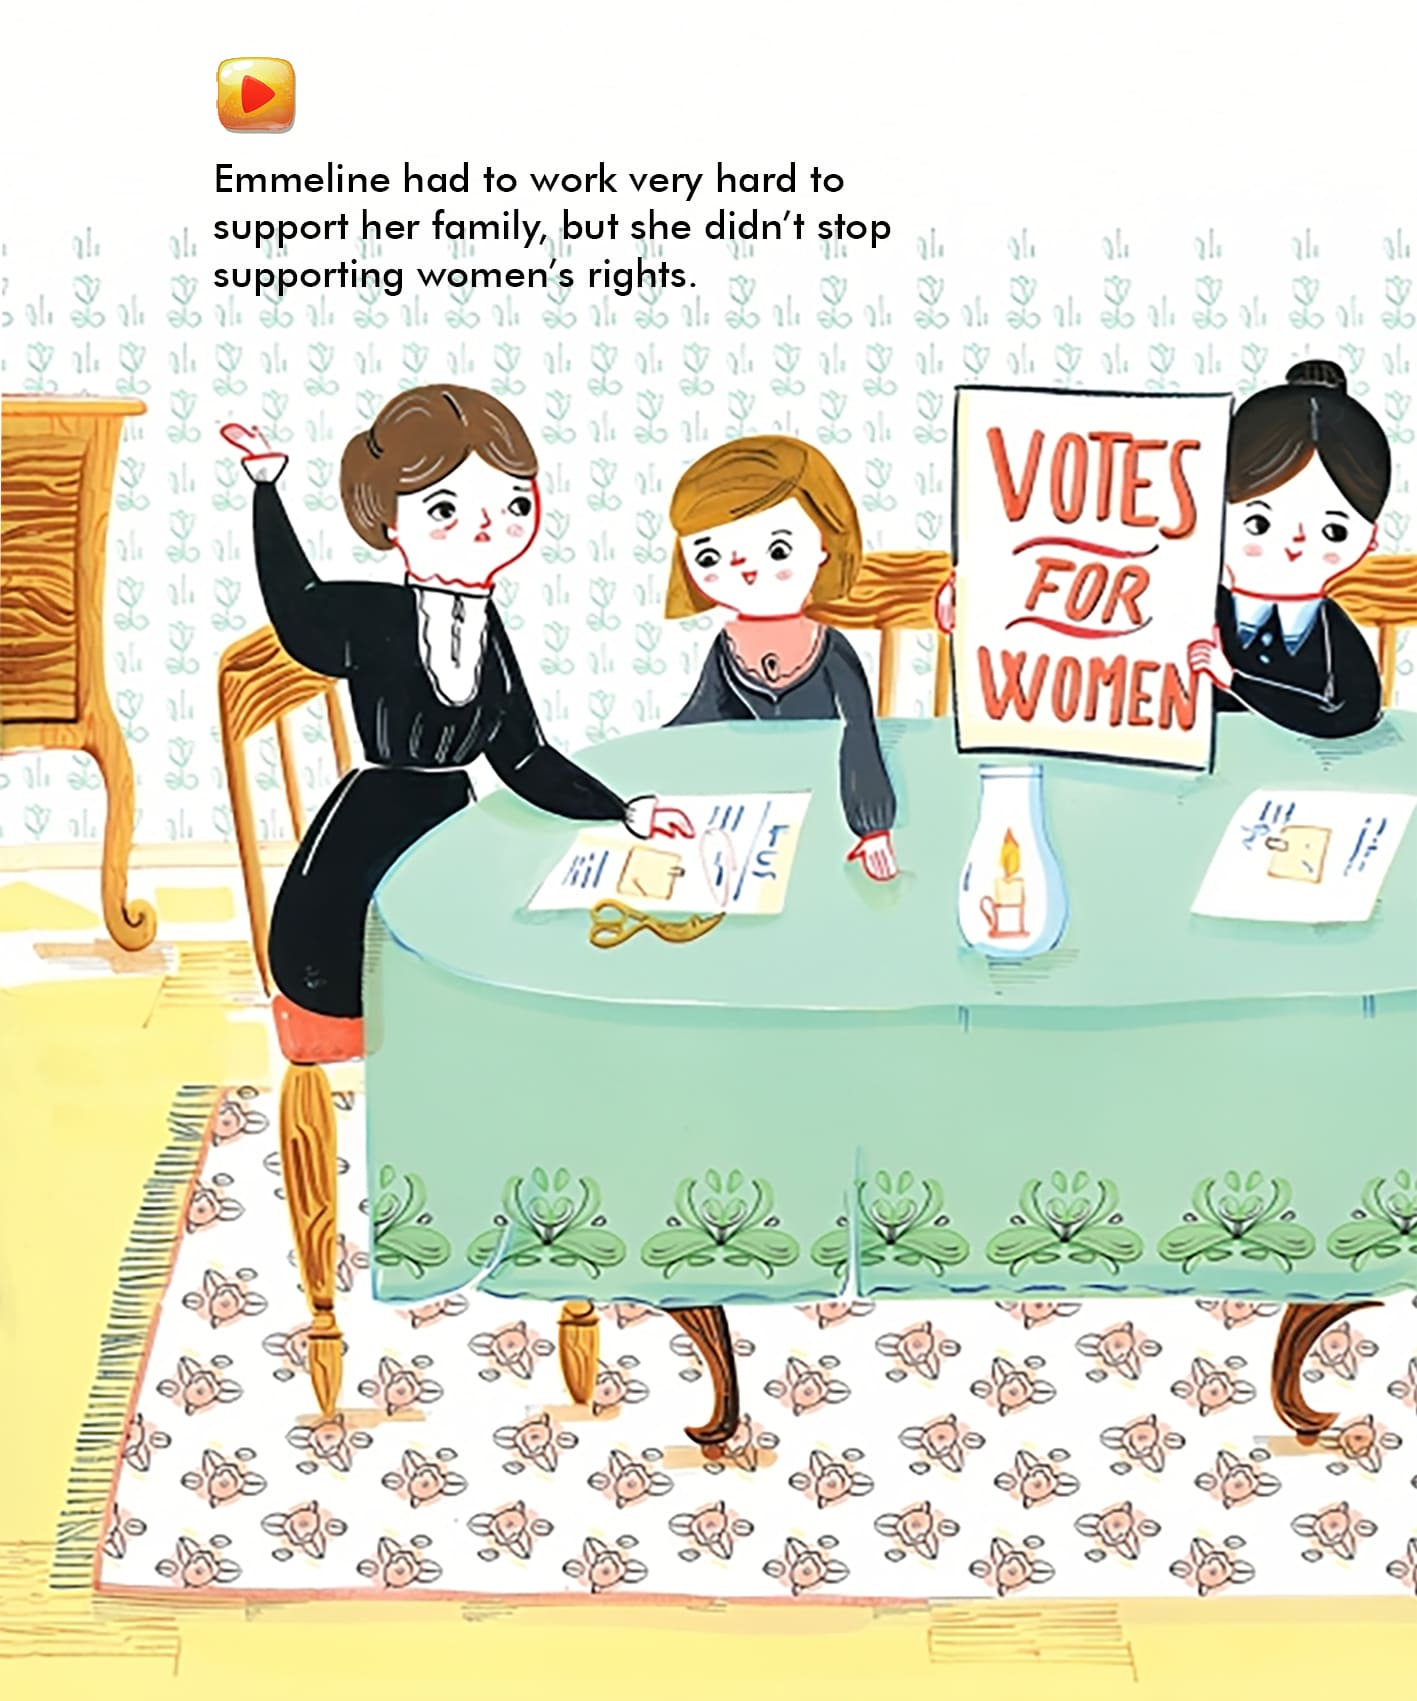 Emmeline had to work very hard to
support her family, but she didn’t stop
supporting women’s rights.
VOTES
FOR
WOMEN